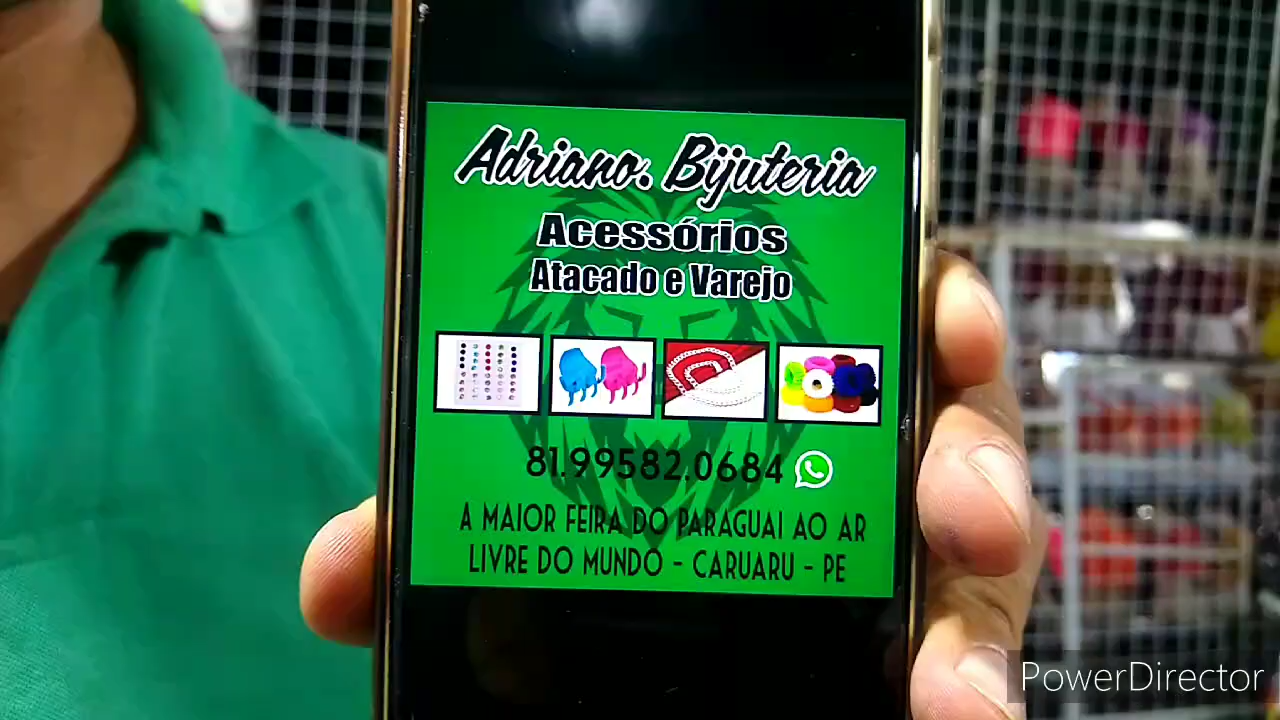 Adriano. Bijuteria
Acessórios
Atacado e Varejo
81.99582.0684
A MAIOR FEIRA DO PARAGUAI AO AR
LIVRE DO MUNDO - CARUARU - PE
PowerDirector